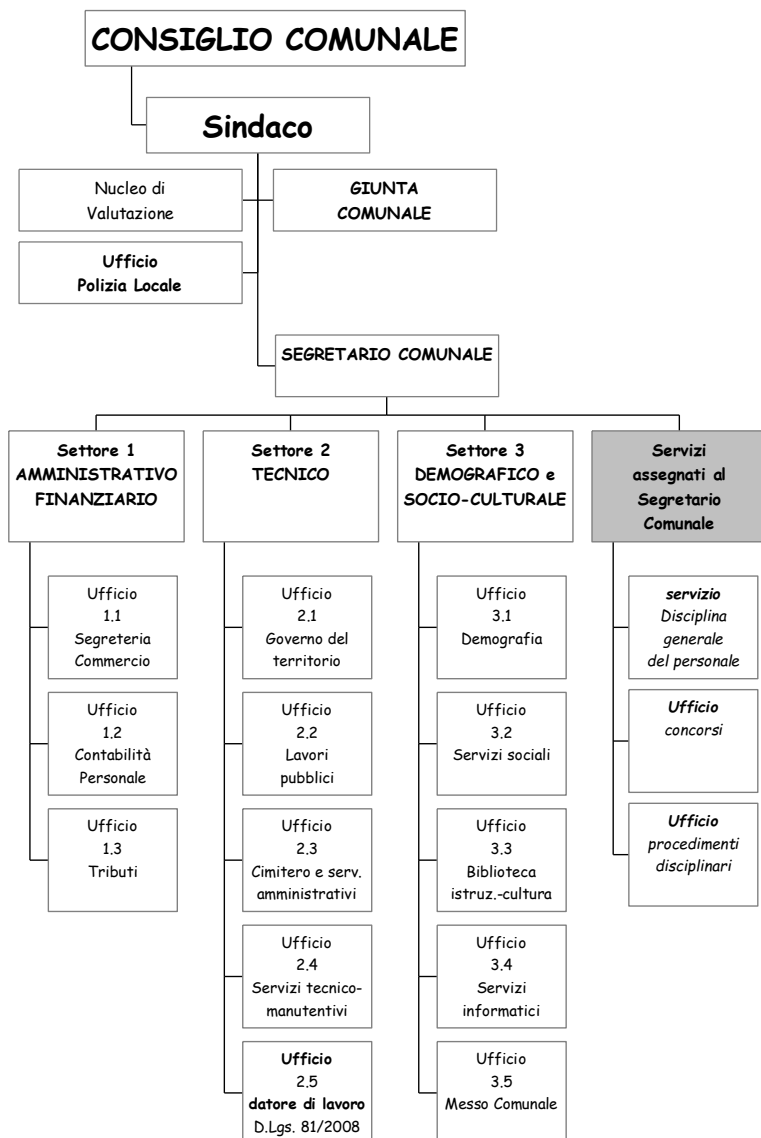 CONSIGLIO COMUNALE
Sindaco
Nucleo di
Valutazione
GIUNTA
COMUNALE
Ufficio
Polizia Locale
SEGRETARIO COMUNALE
Settore 1
AMMINISTRATIVO
FINANZIARIO
Settore 2
TECNICO
Settore 3
DEMOGRAFICO e
SOCIO-CULTURALE
Servizi
assegnati al
Segretario
Comunale
Ufficio
1.1
Segreteria
Commercio
Ufficio
1.2
Contabilità
Personale
Ufficio
1.3
Tributi
Ufficio
2.1
Governo del
territorio
Ufficio
2.2
Lavori
pubblici
Ufficio
2.3
Cimitero e serv.
amministrativi
Ufficio
2.4
Servizi tecnico-
manutentivi
Ufficio
2.5
datore di lavoro
D.Lgs. 81/2008
Ufficio
3.1
Demografia
Ufficio
3.2
Servizi sociali
Ufficio
3.3
Biblioteca
istruz.-cultura
Ufficio
3.4
Servizi
informatici
Ufficio
3.5
Messo Comunale
servizio
Disciplina
generale
del personale
Ufficio
concorsi
Ufficio
procedimenti
disciplinari